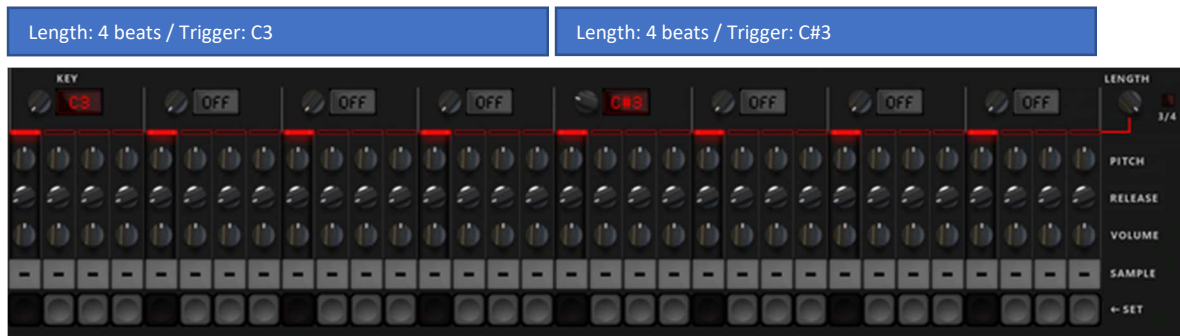 Length: 4 beats / Trigger: C3
Length: 4 beats / Trigger: C#3
KEY
LENGTH
C3
OFF
OFF
OFF
C#3
OFF
OFF
OFF
3/4
PITCH
RELEASE
VOLUME
- - - - - - - - - - - - - - - - - - - - - - - - - - - - - - - -
SAMPLE
←SET